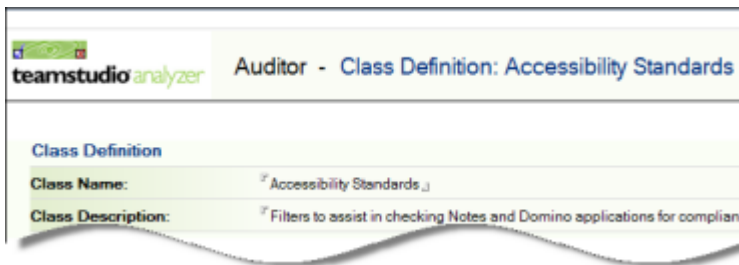 teamstudio analyzer
Auditor - Class Definition: Accessibility Standards
Class Definition
Class Name: Accessibility Standards
Class Description: Filters to assist in checking Notes and Domino applications for complian